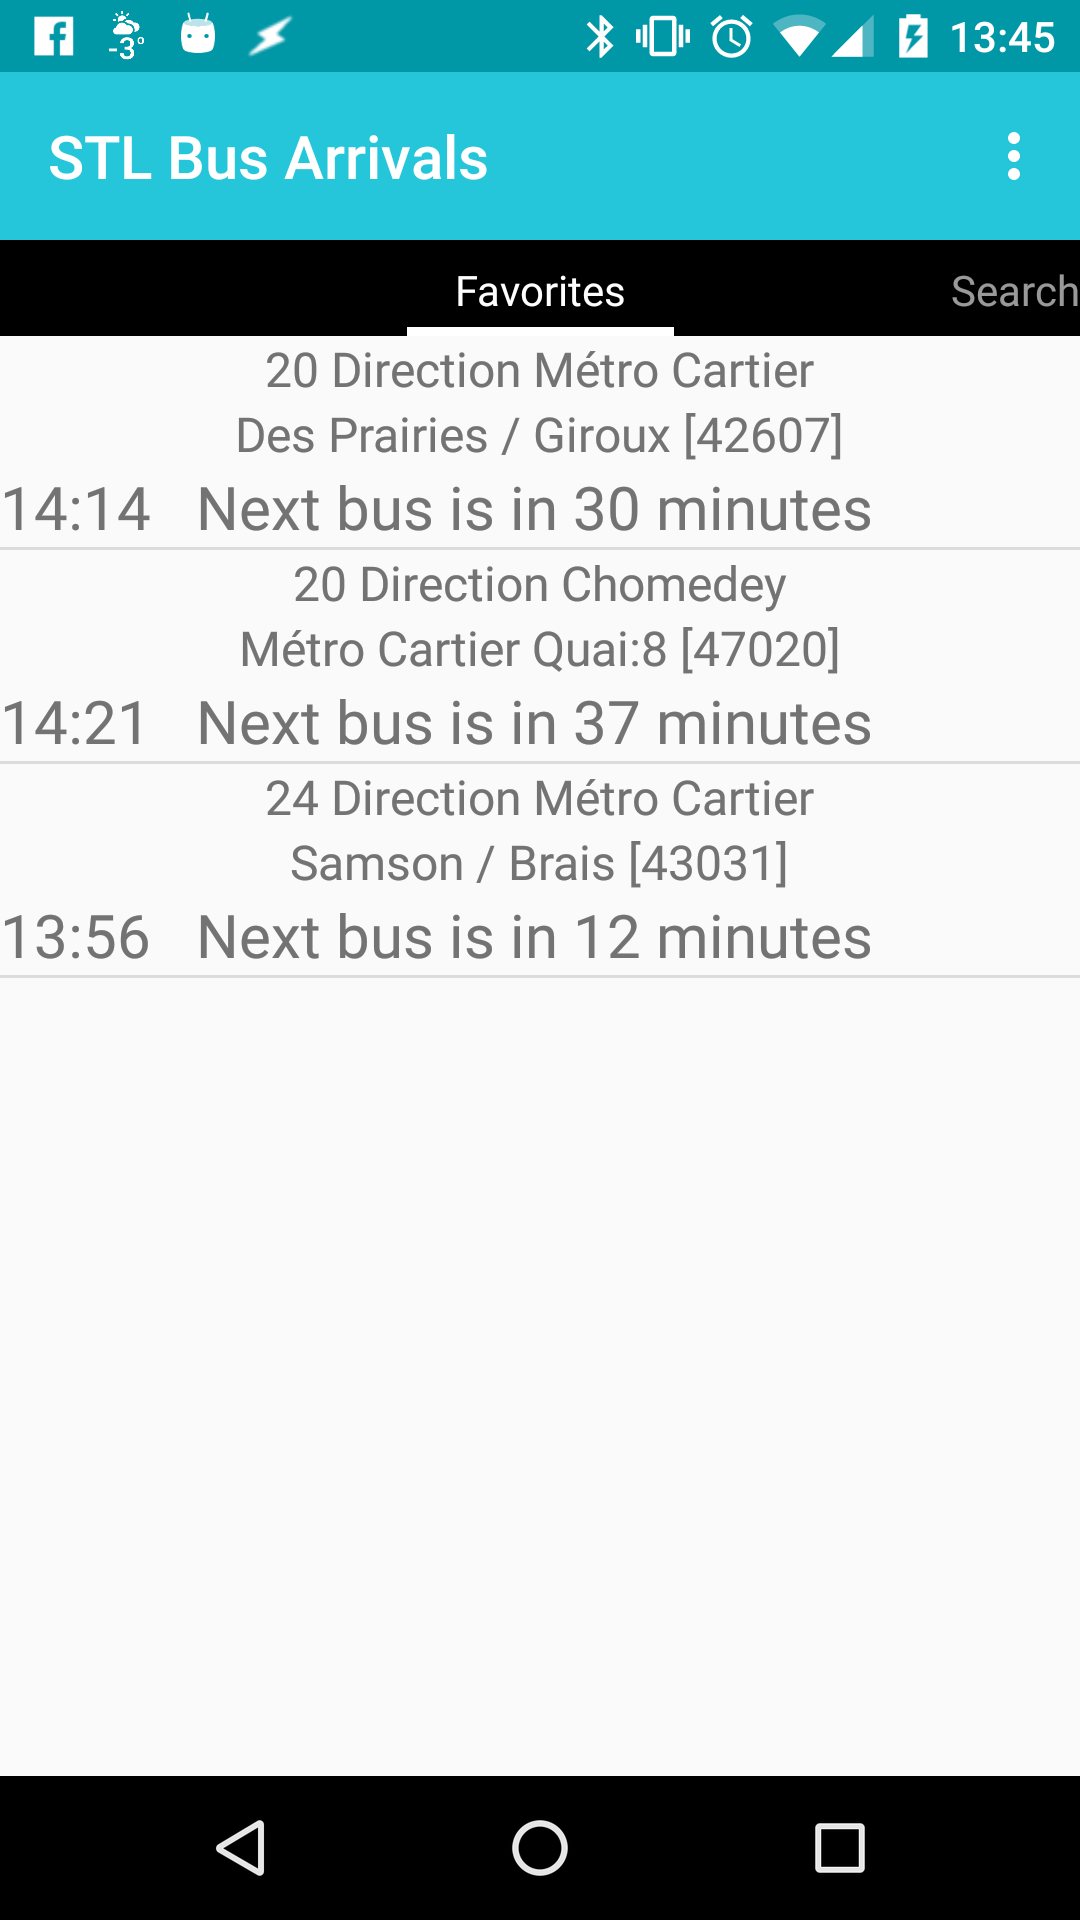 -3° 13:45
STL Bus Arrivals
Favorites Search
20 Direction Métro Cartier
Des Prairies / Giroux [42607]
14:14 Next bus is in 30 minutes
20 Direction Chomedey
Métro Cartier Quai:8 [47020]
14:21 Next bus is in 37 minutes
24 Direction Métro Cartier
Samson / Brais [43031]
13:56 Next bus is in 12 minutes